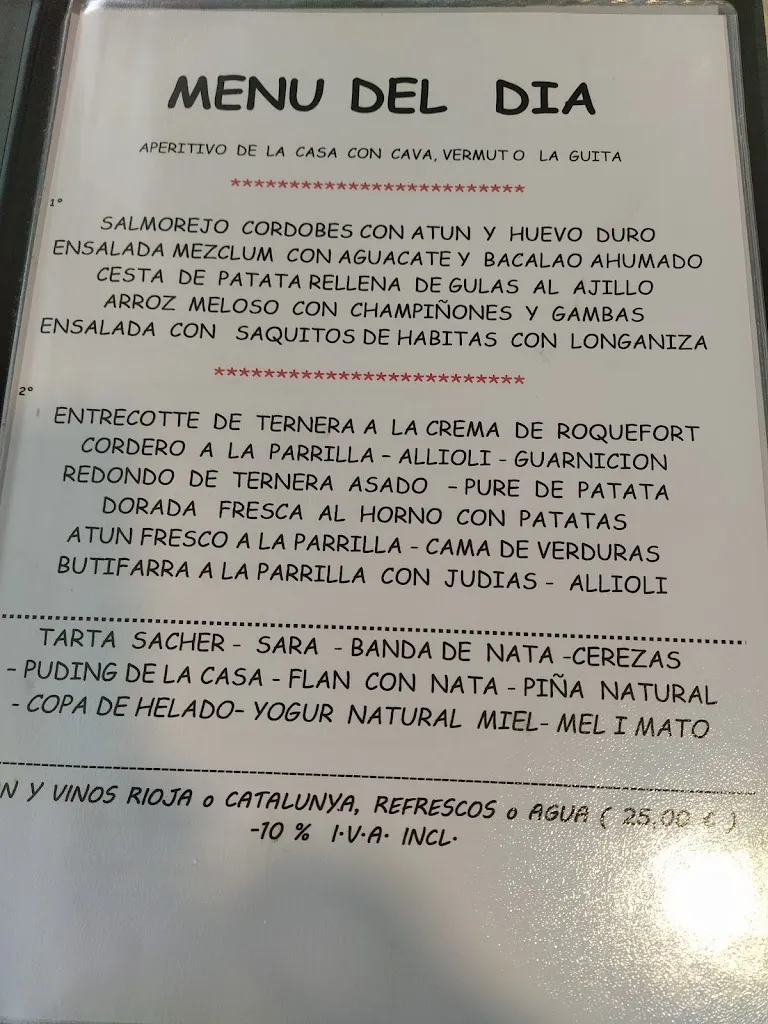 MENU DEL DIA
APERITIVO DE LA CASA CON CAVA, VERMUT O LA GUITA
*************************
1º
SALMOREJO CORDOBES CON ATUN Y HUEVO DURO
ENSALADA MEZCLUM CON AGUACATE Y BACALAO AHUMADO
CESTA DE PATATA RELLENA DE GULAS AL AJILLO
ARROZ MELOSO CON CHAMPIÑONES Y GAMBAS
ENSALADA CON SAQUITOS DE HABITAS CON LONGANIZA
**************************
2º
ENTRECOTTE DE TERNERA A LA CREMA DE ROQUEFORT
CORDERO A LA PARRILLA - ALLIOLI - GUARNICION
REDONDO DE TERNERA ASADO - PURE DE PATATA
DORADA FRESCA AL HORNO CON PATATAS
ATUN FRESCO A LA PARRILLA - CAMA DE VERDURAS
BUTIFARRA A LA PARRILLA CON JUDIAS - ALLIOLI
TARTA SACHER - SARA - BANDA DE NATA -CEREZAS
- PUDING DE LA CASA - FLAN CON NATA - PIÑA NATURAL
- COPA DE HELADO- YOGUR NATURAL MIEL- MEL I MATO
N Y VINOS RIOJA o CATALUNYA, REFRESCOS o AGUA ( 25,00 € )
-10 % I.V.A. INCL.